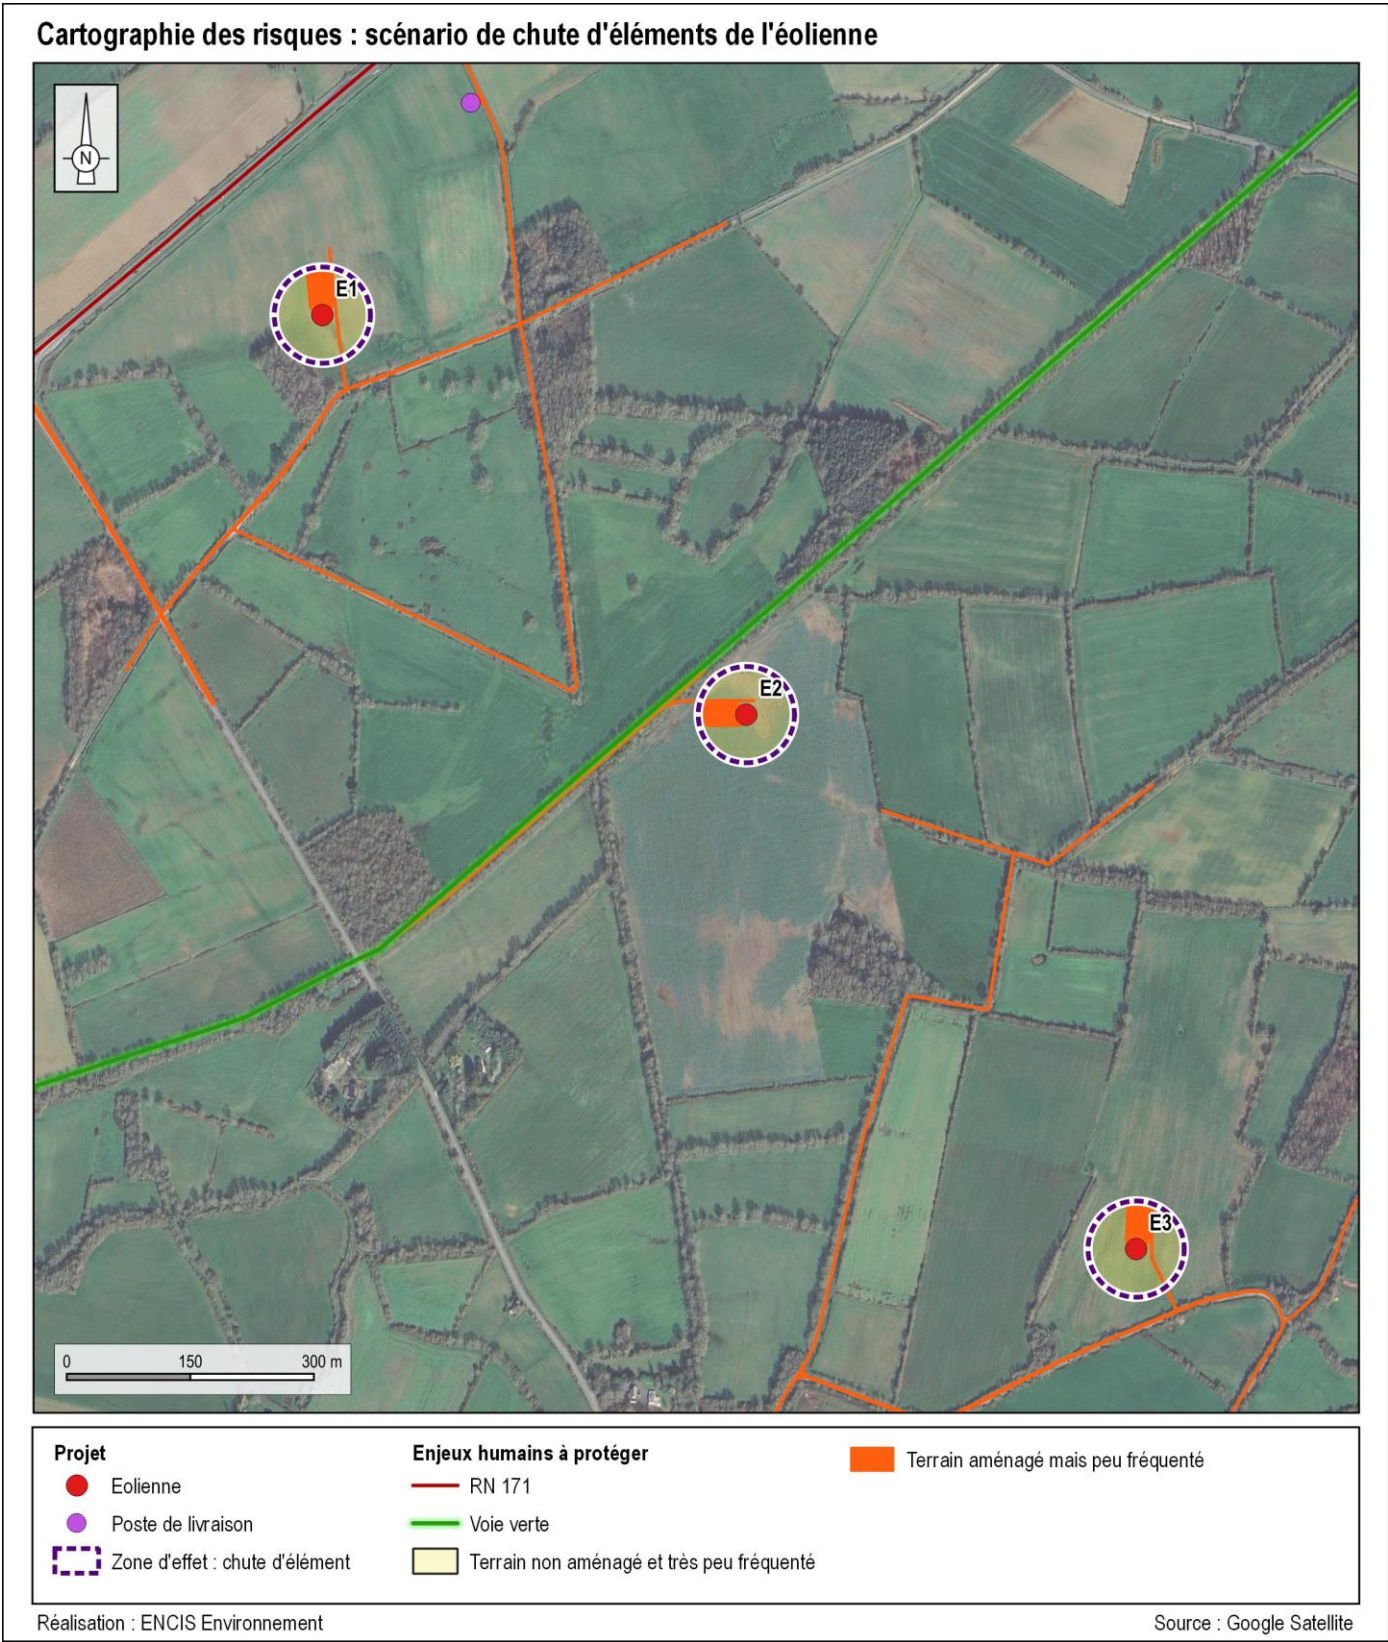 Cartographie des risques : scénario de chute d'éléments de l'éolienne
N
E1
E2
E3
0 150 300 m
Projet
Eolienne
Poste de livraison
Zone d'effet : chute d'élément
Enjeux humains à protéger
RN 171
Voie verte
Terrain non aménagé et très peu fréquenté
Terrain aménagé mais peu fréquenté
Réalisation : ENCIS Environnement
Source : Google Satellite